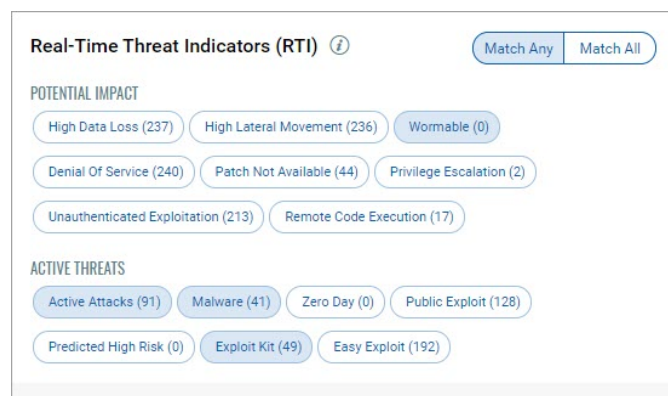 Real-Time Threat Indicators (RTI) i Match Any Match All
POTENTIAL IMPACT
High Data Loss (237) High Lateral Movement (236) Wormable (0)
Denial Of Service (240) Patch Not Available (44) Privilege Escalation (2)
Unauthenticated Exploitation (213) Remote Code Execution (17)
ACTIVE THREATS
Active Attacks (91) Malware (41) Zero Day (0) Public Exploit (128)
Predicted High Risk (0) Exploit Kit (49) Easy Exploit (192)